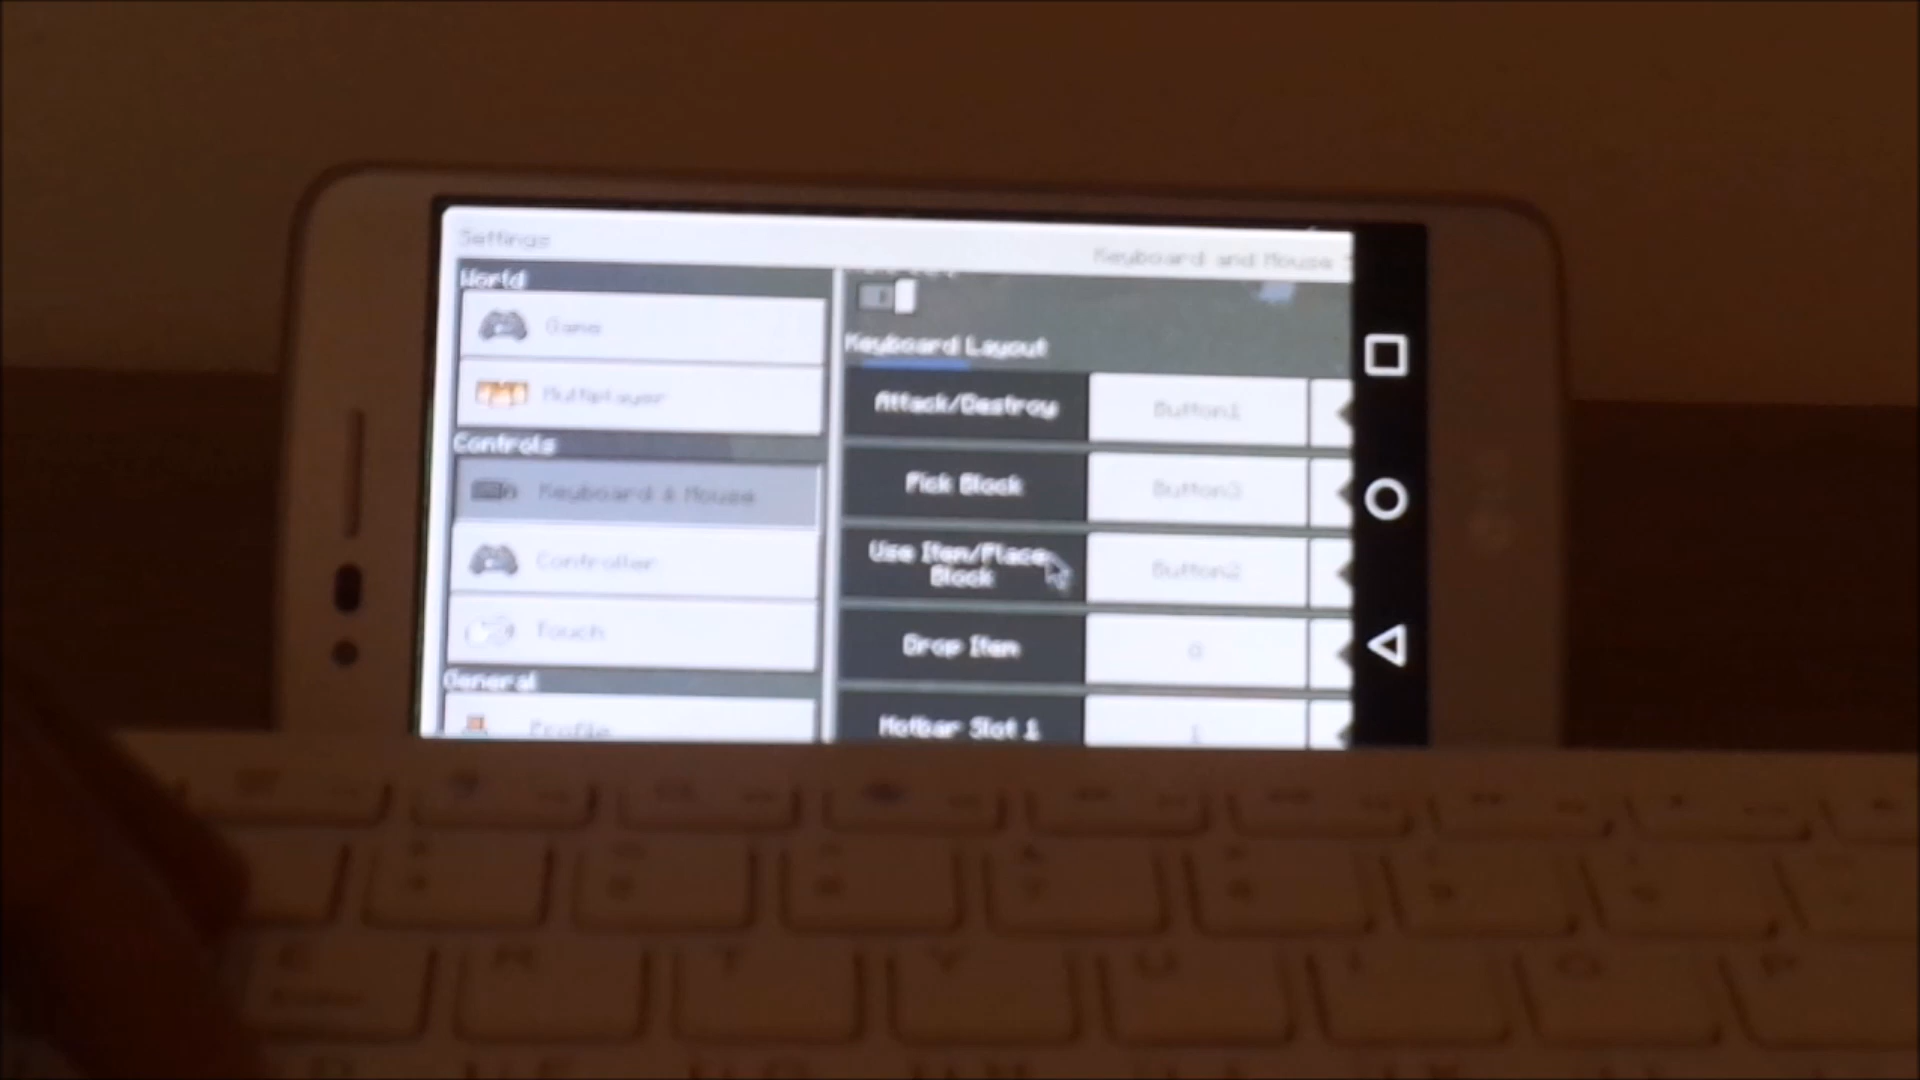 Settings
Keyboard and Mouse
World
Game
Multiplayer
Controls
Keyboard & Mouse
Controller
Touch
General
Profile
Keyboard Layout
Attack/Destroy
Button1
Pick Block
Button3
Use Item/Place
Block
Button2
Drop Item
Hotbar Slot 1
1
E
R
T
Y
U
I
O
P